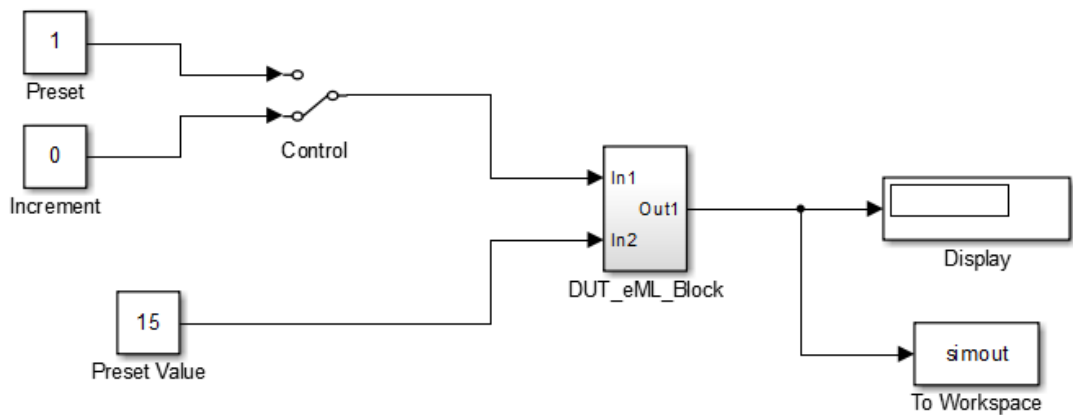 1
Preset
0
Increment
Control
15
Preset Value
In1
Out1
In2
DUT_eML_Block
Display
simout
To Workspace